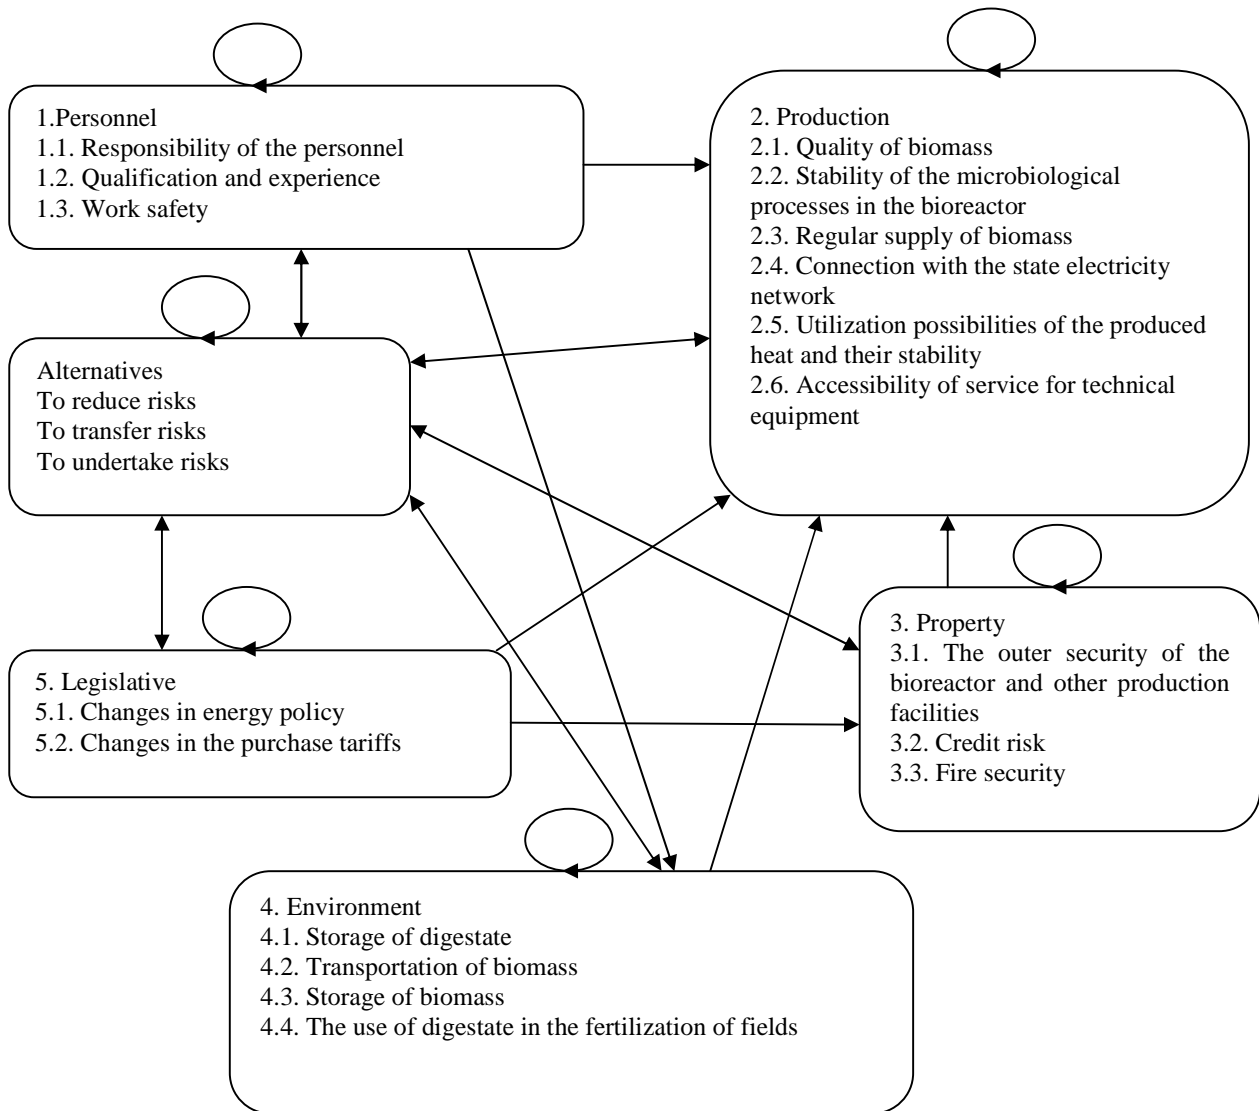 1.Personnel
1.1. Responsibility of the personnel
1.2. Qualification and experience
1.3. Work safety
2. Production
2.1. Quality of biomass
2.2. Stability of the microbiological
processes in the bioreactor
2.3. Regular supply of biomass
2.4. Connection with the state electricity
network
2.5. Utilization possibilities of the produced
heat and their stability
2.6. Accessibility of service for technical
equipment
Alternatives
To reduce risks
To transfer risks
To undertake risks
3. Property
3.1. The outer security of the
bioreactor and other production
facilities
3.2. Credit risk
3.3. Fire security
5. Legislative
5.1. Changes in energy policy
5.2. Changes in the purchase tariffs
4. Environment
4.1. Storage of digestate
4.2. Transportation of biomass
4.3. Storage of biomass
4.4. The use of digestate in the fertilization of fields